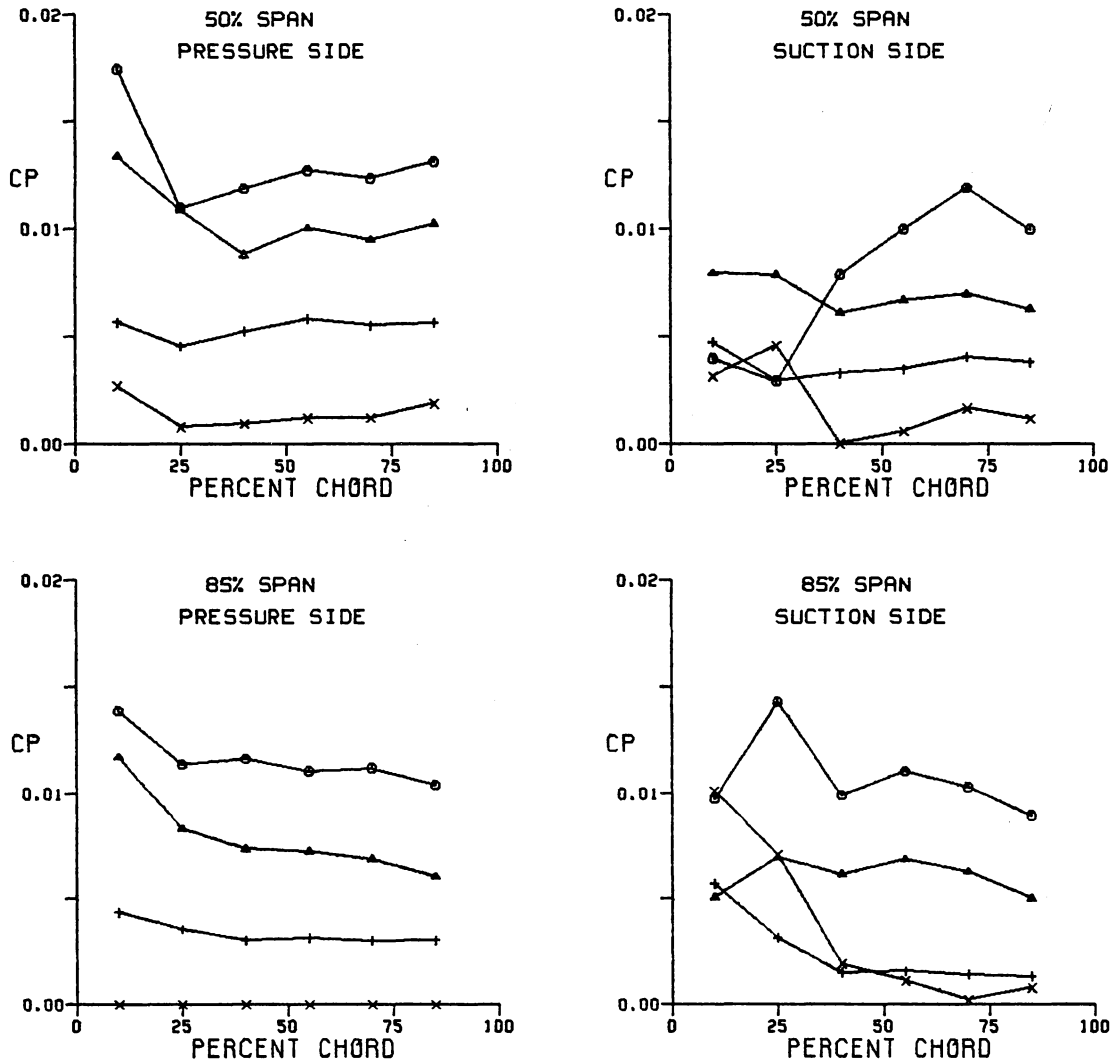 50% SPAN
PRESSURE SIDE
0.02
CP
0.01
0.00
0 25 50 75 100
PERCENT CHORD
50% SPAN
SUCTION SIDE
0.02
CP
0.01
0.00
0 25 50 75 100
PERCENT CHORD
85% SPAN
PRESSURE SIDE
0.02
CP
0.01
0.00
0 25 50 75 100
PERCENT CHORD
85% SPAN
SUCTION SIDE
0.02
CP
0.01
0.00
0 25 50 75 100
PERCENT CHORD